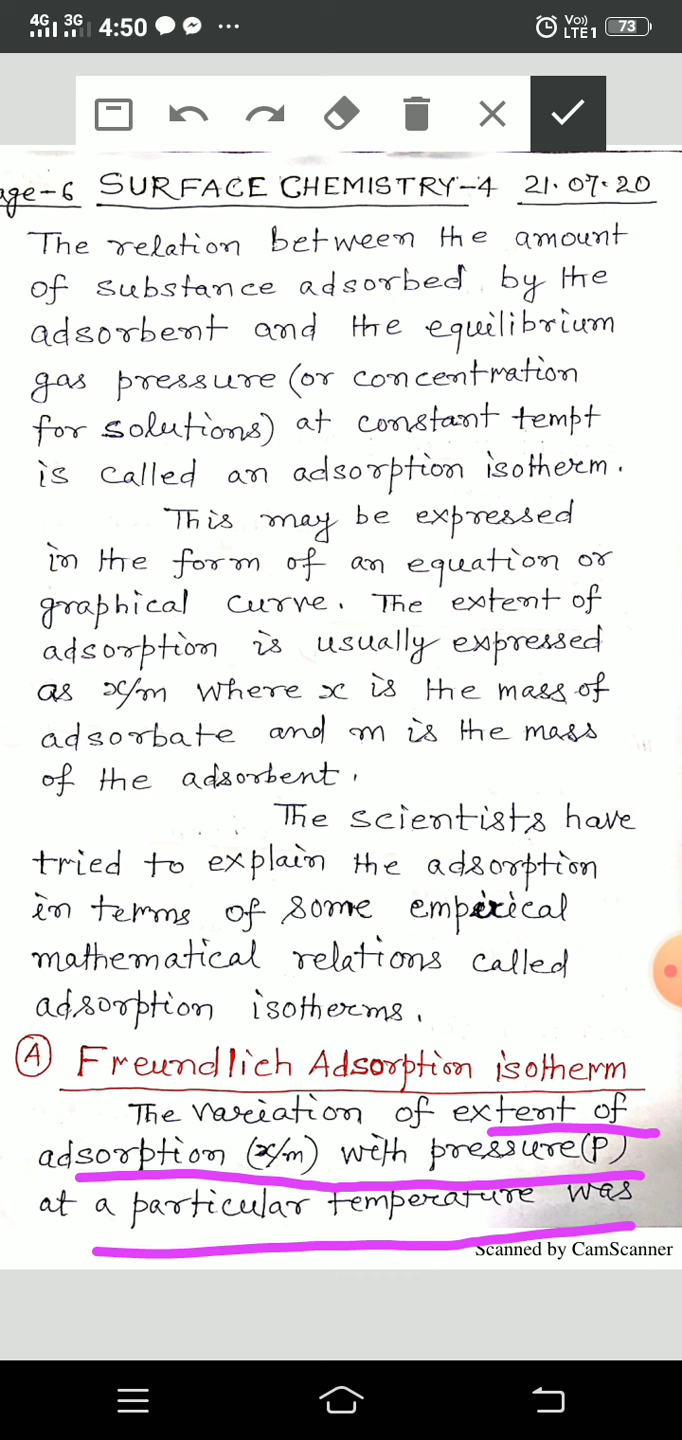 4G 3G 4:50 ... Vo)) LTE1 73
age-6 SURFACE CHEMISTRY-4 21.07.20
The relation between the amount
of substance adsorbed by the
adsorbent and the equilibrium
gas pressure (or concentration
for solutions) at constant tempt
is called an adsorption isotherm.
This may be expressed
in the form of an equation or
graphical curve. The extent of
adsorption is usually expressed
as x/m where x is the mass of
adsorbate and m is the mass
of the adsorbent.
The scientists have
tried to explain the adsorption
in terms of some empirical
mathematical relations called
adsorption isotherms.
(A) Freundlich Adsorption isotherm
The variation of extent of
adsorption (x/m) with pressure(P)
at a particular temperature was
Scanned by CamScanner